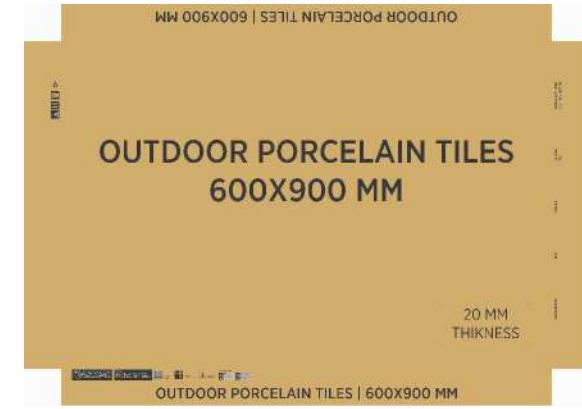 OUTDOOR PORCELAIN TILES | 600X900 MM
OUTDOOR PORCELAIN TILES
600X900 MM
20 MM
THIKNESS
OUTDOOR PORCELAIN TILES | 600X900 MM